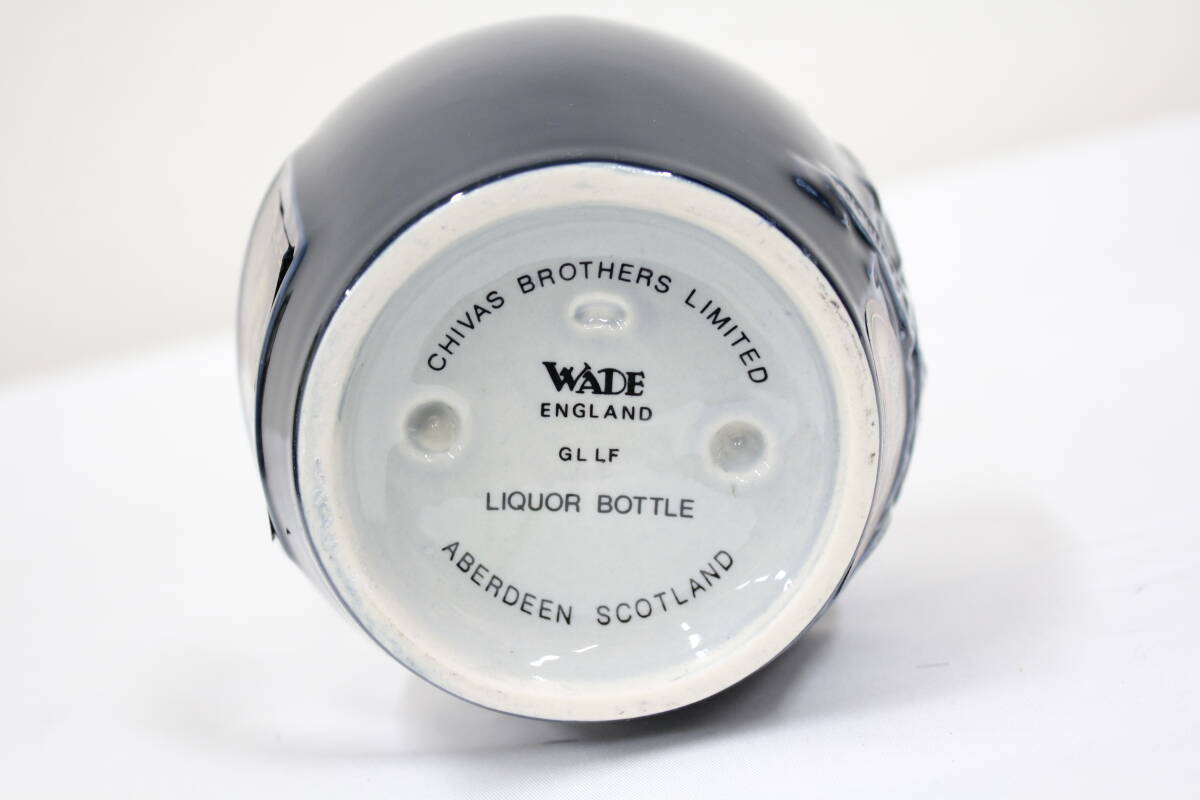 CHIVAS BROTHERS LIMITED
WADE
ENGLAND
GL LF
LIQUOR BOTTLE
ABERDEEN SCOTLAND